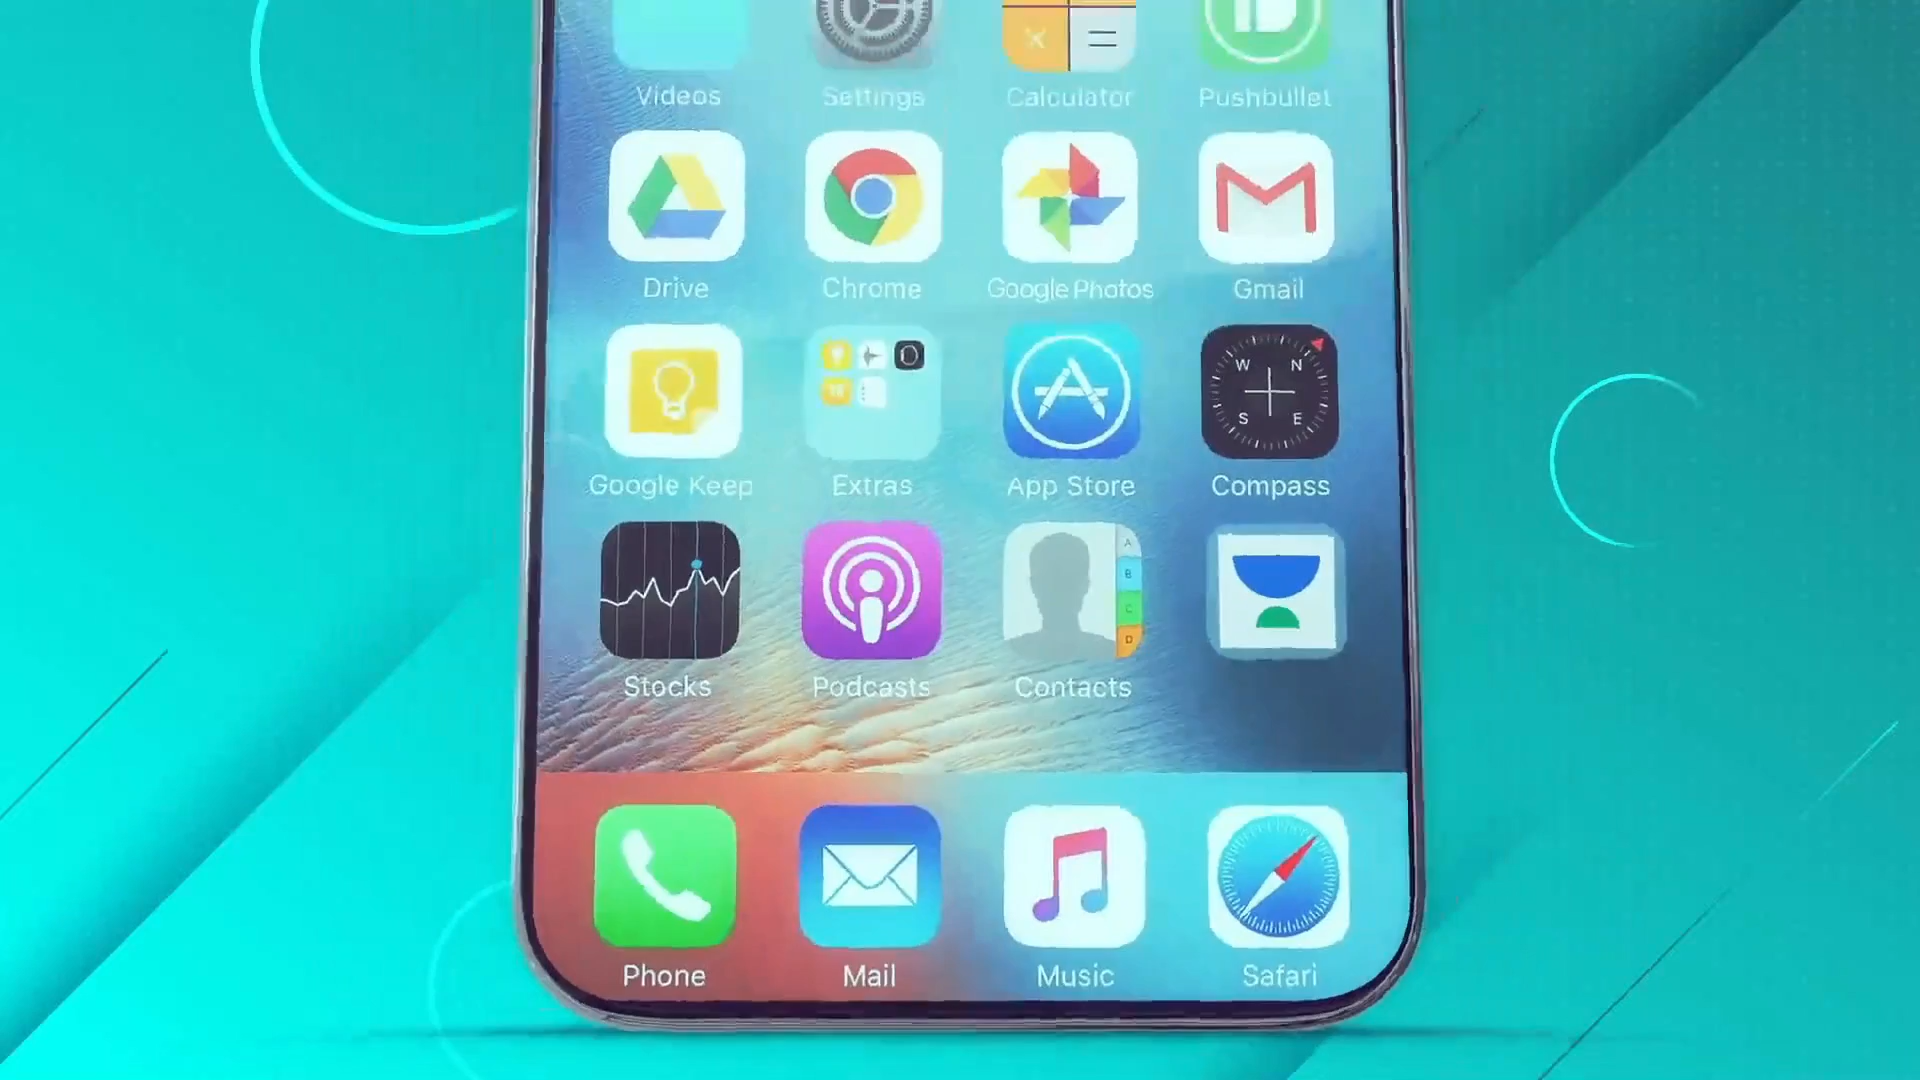 Videos Settings Calculator Pushbullet
Drive Chrome Google Photos Gmail
W N
S E
Google Keep Extras App Store Compass
A
B
C
D
Stocks Podcasts Contacts
Phone Mail Music Safari